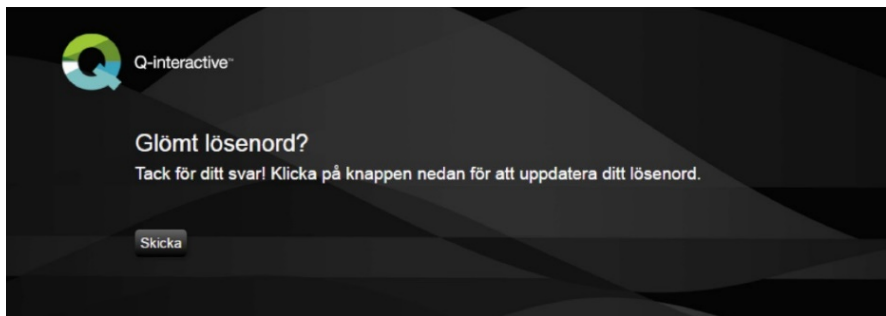 Q-interactive™
Glömt lösenord?
Tack för ditt svar! Klicka på knappen nedan för att uppdatera ditt lösenord.
Skicka